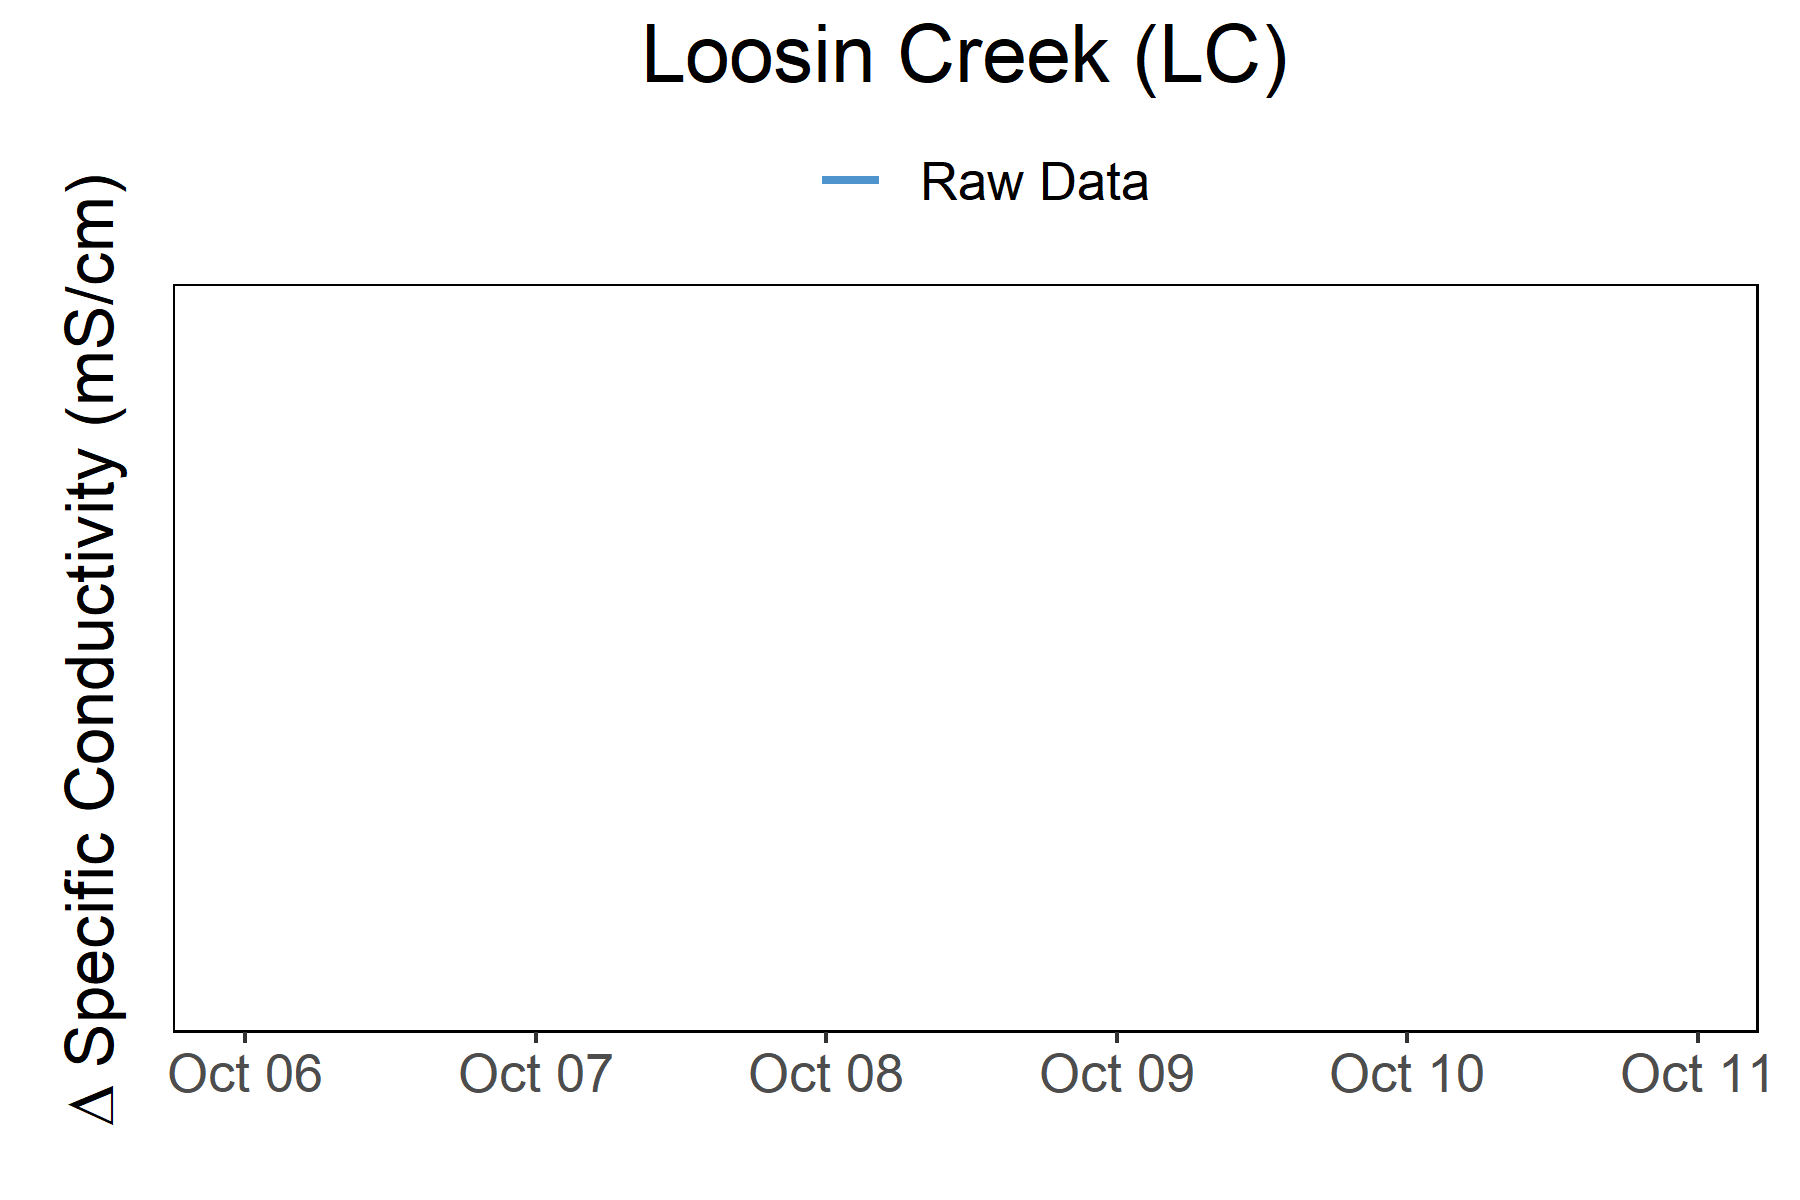 Loosin Creek (LC)
Raw Data
Δ Specific Conductivity (mS/cm)
Oct 06 Oct 07 Oct 08 Oct 09 Oct 10 Oct 11